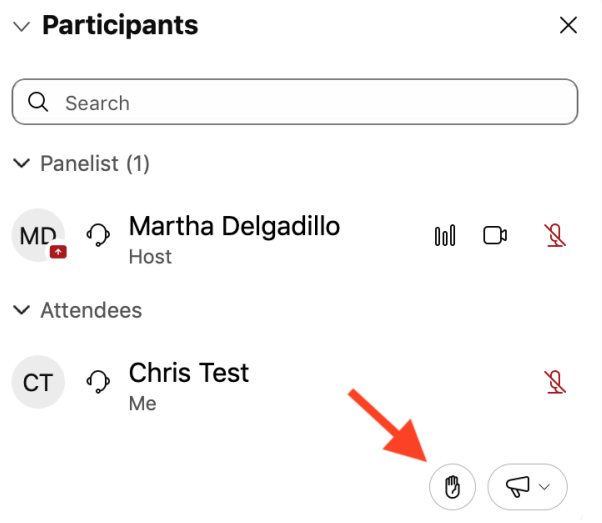 Participants
Search
Panelist (1)
MD
Martha Delgadillo
Host
Attendees
CT
Chris Test
Me